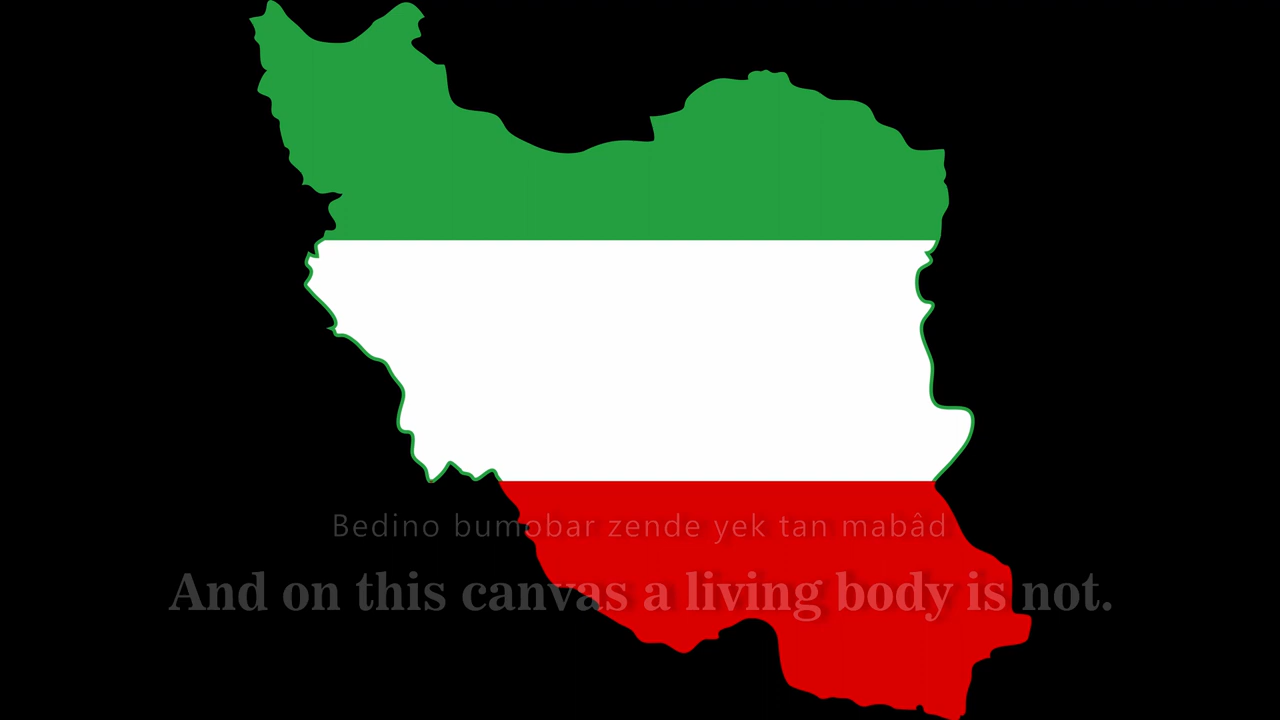 Bedino bumobar zende yek tan mabâd
And on this canvas a living body is not.